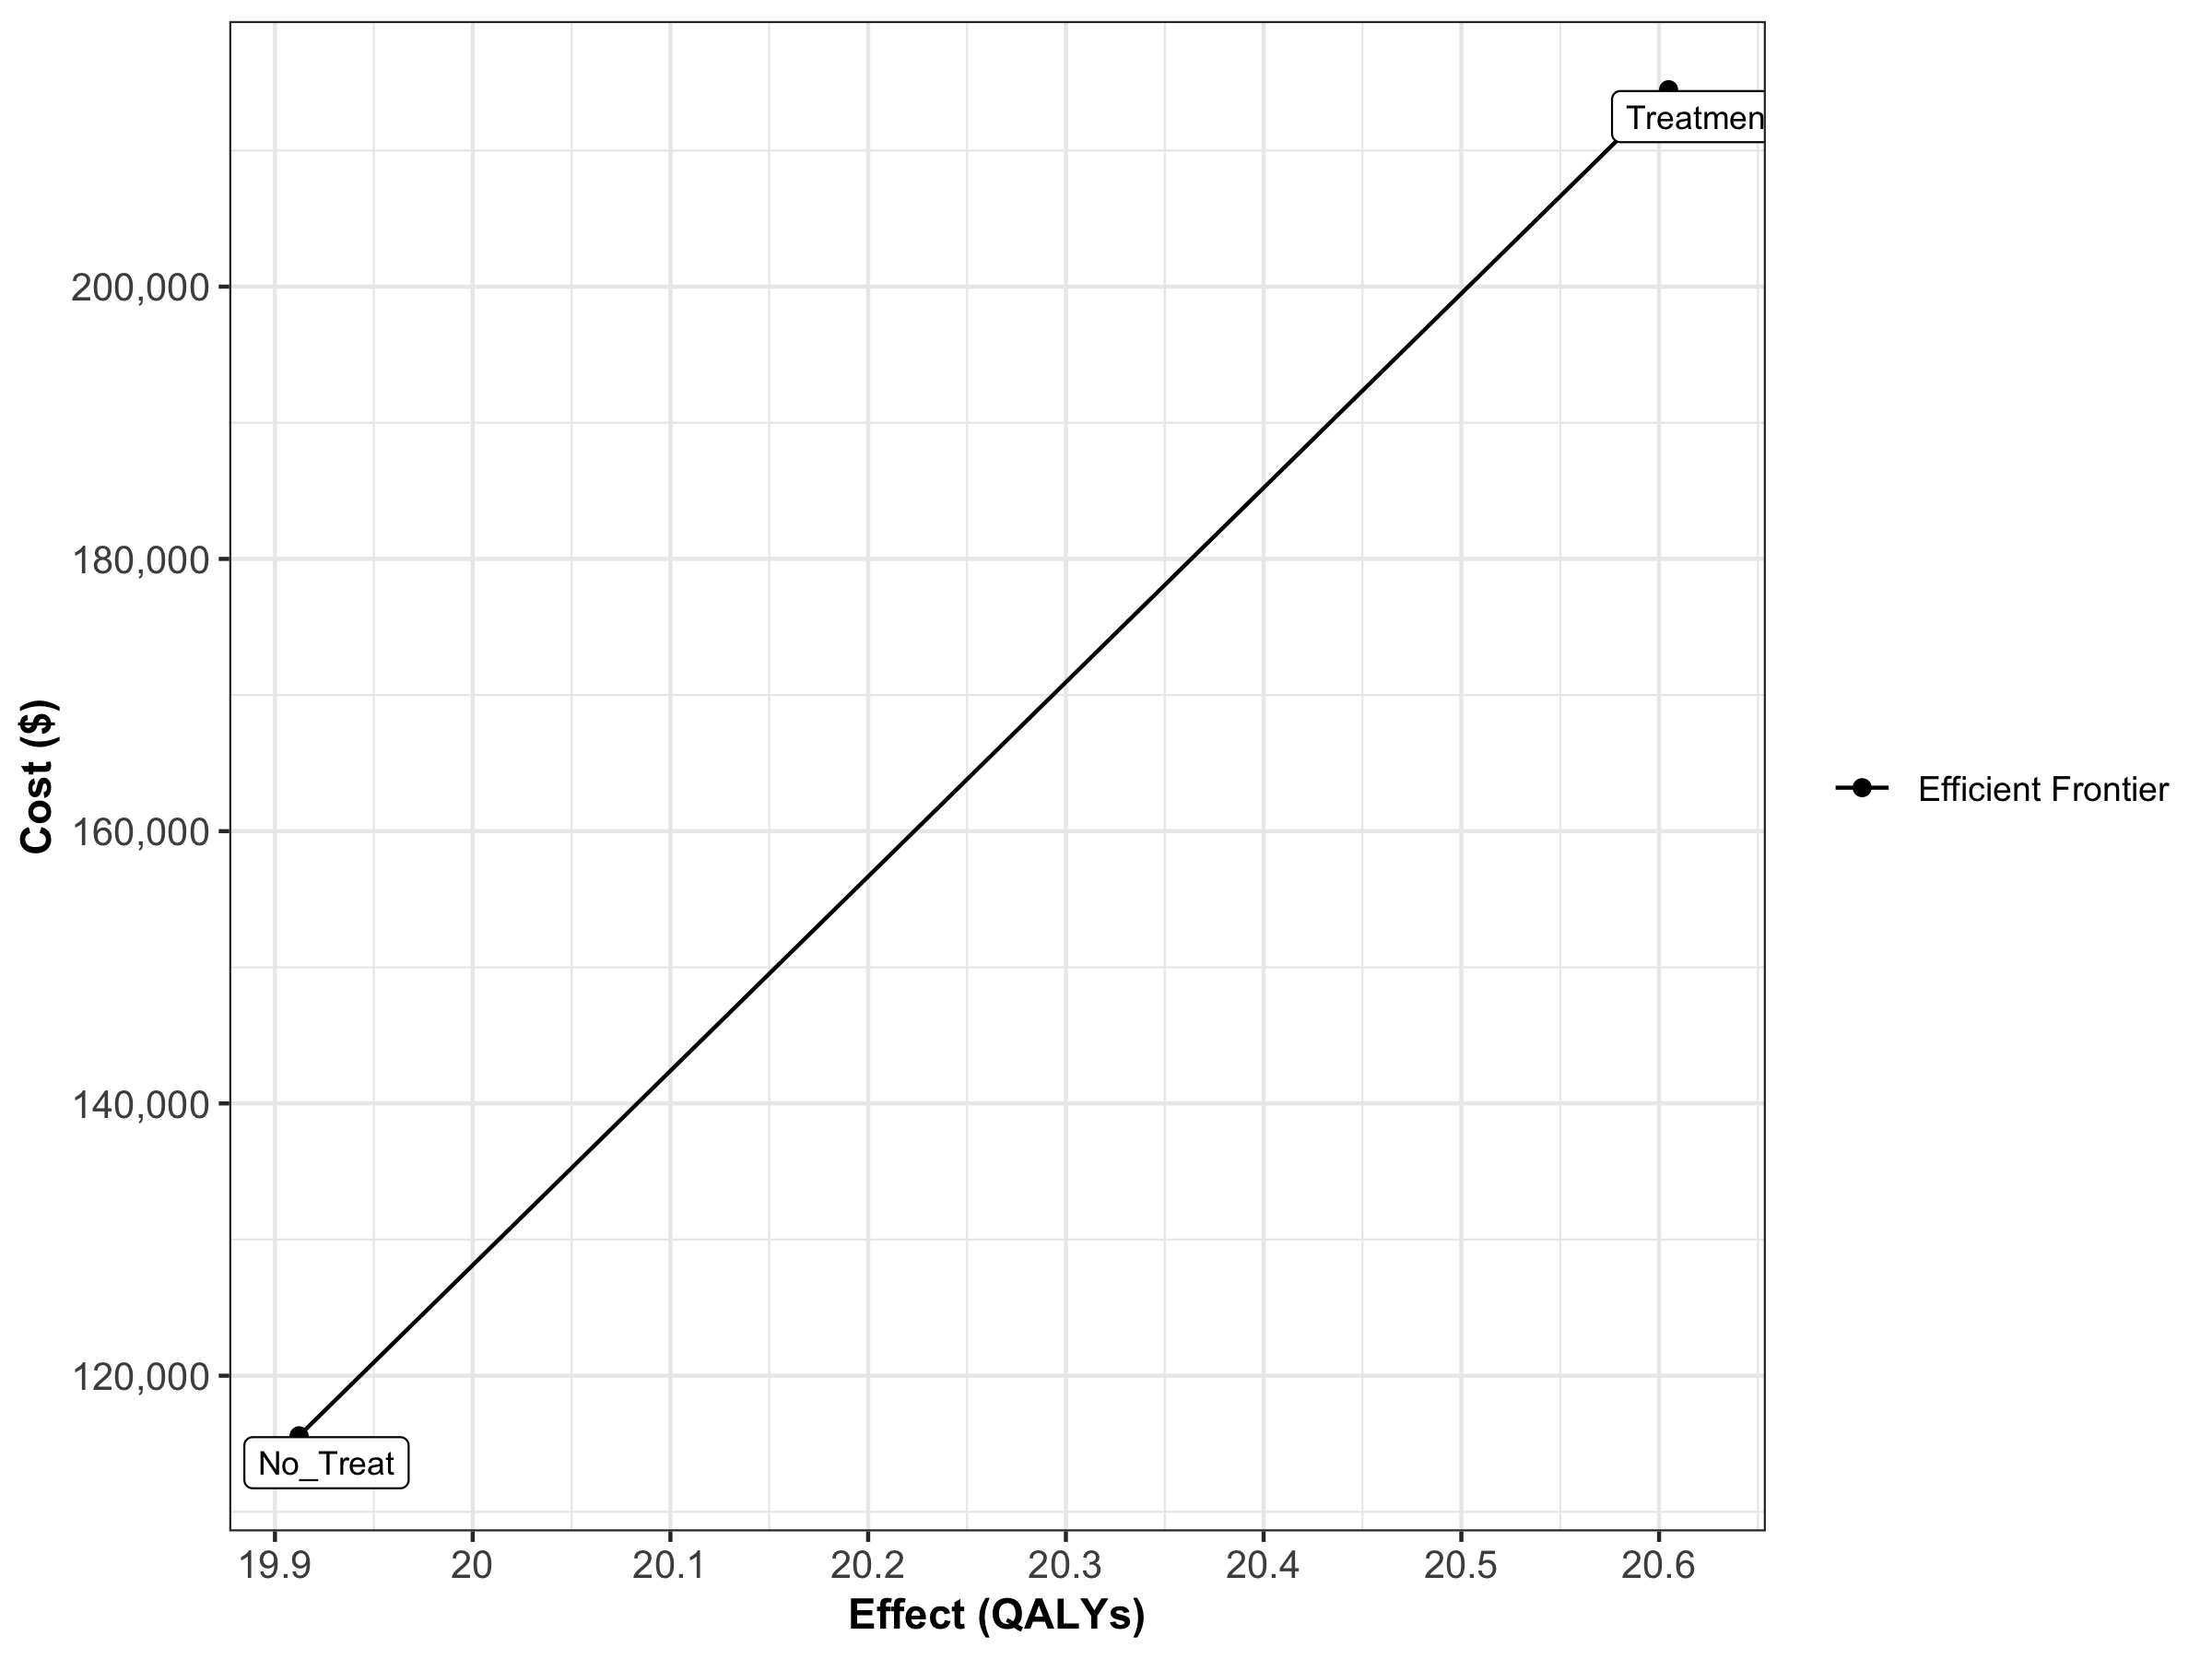 Treatmen
200,000
180,000
160,000
140,000
120,000
Cost ($)
No_Treat
19.9
20
20.1
20.2
20.3
20.4
20.5
20.6
Effect (QALYs)
Efficient Frontier